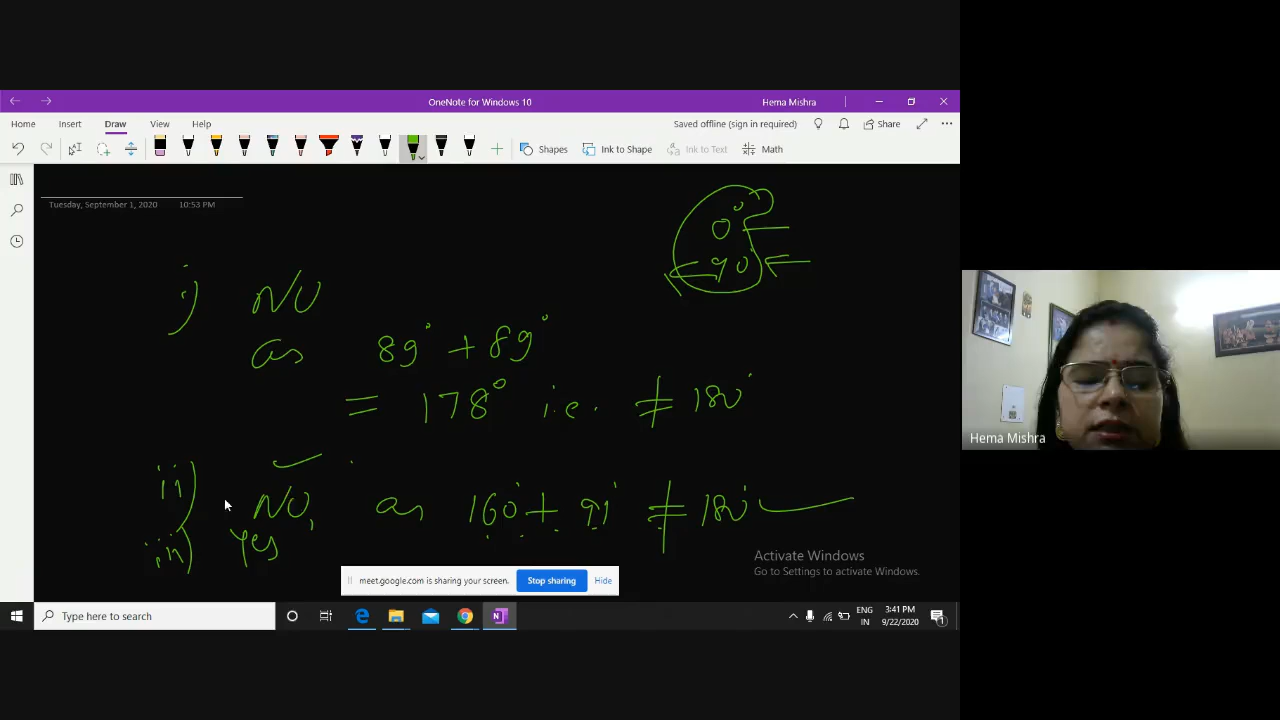 OneNote for Windows 10
Hema Mishra
Home Insert Draw View Help
Saved offline (sign in required)
Share
Shapes
Ink to Shape
Ink to Text
Math
Tuesday, September 1, 2020 10:53 PM
0°
90°
i) NO
as 89° + 89°
= 178° i.e. ≠ 180°
ii) NO, as 160° + 91° ≠ 180°
iii) Yes
meet.google.com is sharing your screen.
Stop sharing
Hide
Activate Windows
Go to Settings to activate Windows.
Type here to search
ENG
IN
3:41 PM
9/22/2020
1
Hema Mishra